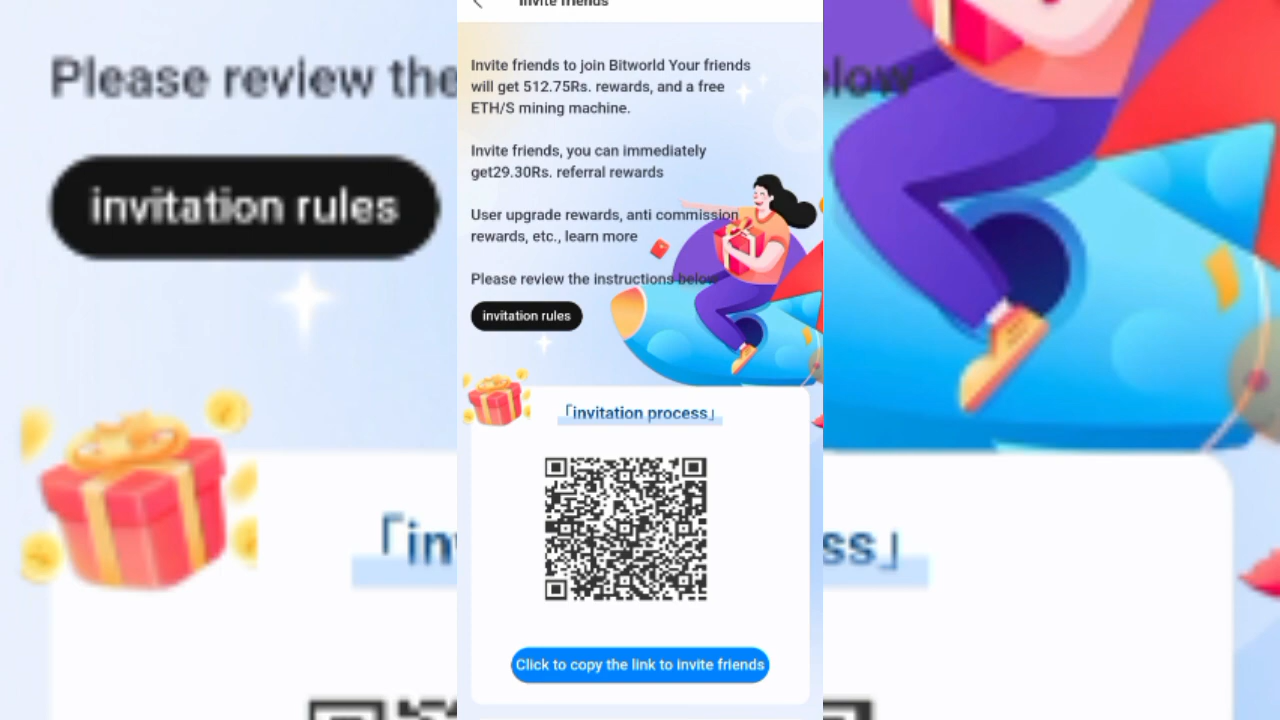 Invite friends
Invite friends to join Bitworld Your friends
will get 512.75Rs. rewards, and a free
ETH/S mining machine.
Invite friends, you can immediately
get29.30Rs. referral rewards
User upgrade rewards, anti commission
rewards, etc., learn more
Please review the instructions below
invitation rules
「invitation process」
Click to copy the link to invite friends
Please review the
elow
invitation rules
「in
ss」